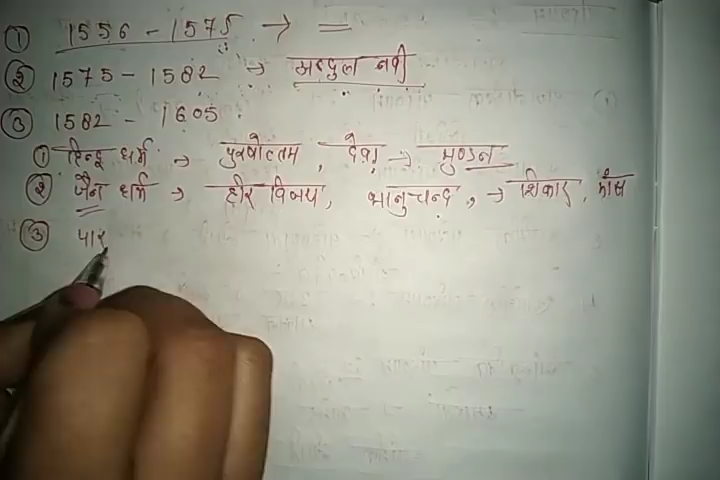 ① 1556 - 1575 → =
② 1575 - 1582 → अब्दुल नबी
③ 1582 - 1605
① हिन्दू धर्म → पुरुषोत्तम, देवी → मुण्डन
② जैन धर्म → हीर विजय, भानुचन्द्र, → शिकार, मांस
③ पार